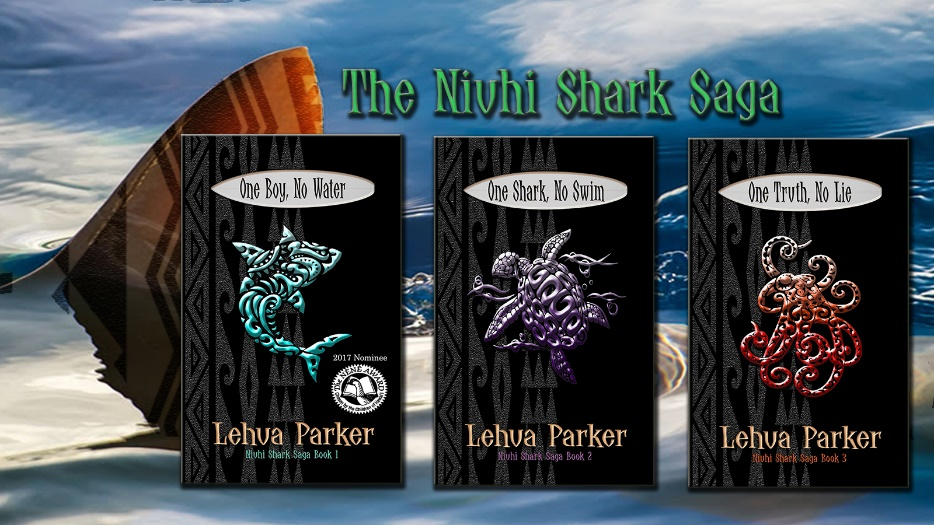 The Niuhi Shark Saga
One Boy, No Water
2017 Nominee
NENE AWARD
Lehua Parker
Niuhi Shark Saga Book 1
One Shark, No Swim
Lehua Parker
Niuhi Shark Saga Book 2
One Truth, No Lie
Lehua Parker
Niuhi Shark Saga Book 3